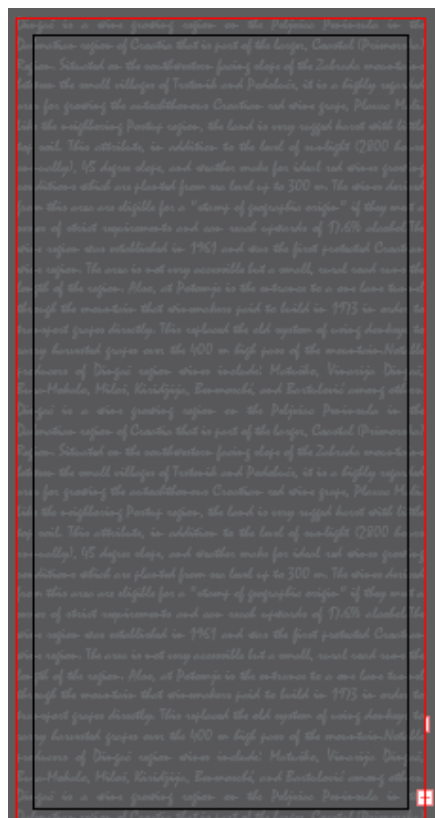 Dingač is a wine growing region on the Pelješac Peninsula in the
Dalmatian region of Croatia that is part of the larger, Coastal (Primorska)
Region. Situated on the southwestern facing slope of the Zabrada mountain
between the small villages of Trstenik and Podobuče, it is a highly regarded
area for growing the autochthonous Croatian red wine grape, Plavac Mali.
like the neighboring Postup region, the land is very rugged karst with little
top soil. This attribute, in addition to the level of sunlight (2800 hours
annually), 45 degree slope, and weather make for ideal red wines growing
conditions which are planted from sea level up to 300 m. The wines derived
from this area are eligible for a "stamp of geographic origin" if they meet a
series of strict requirements and can reach upwards of 17.6% alcohol. The
wine region was established in 1961 and was the first protected Croatian
wine region. The area is not very accessible but a small, rural road runs the
length of the region. Also, at Potomje is the entrance to a one lane tunnel
through the mountain that winemakers paid to build in 1973 in order to
transport grapes directly. This replaced the old system of using donkeys to
carry harvested grapes over the 400 m high pass of the mountain. Notable
producers of Dingač region wines include: Matuško, Vinarija Dingač,
Bura-Mokalo, Miloš, Kiridžija, and Bartulović among others.
Dingač is a wine growing region on the Pelješac Peninsula in the
Dalmatian region of Croatia that is part of the larger, Coastal (Primorska)
Region. Situated on the southwestern facing slope of the Zabrada mountain
between the small villages of Trstenik and Podobuče, it is a highly regarded
area for growing the autochthonous Croatian red wine grape, Plavac Mali.
like the neighboring Postup region, the land is very rugged karst with little
top soil. This attribute, in addition to the level of sunlight (2800 hours
annually), 45 degree slope, and weather make for ideal red wines growing
conditions which are planted from sea level up to 300 m. The wines derived
from this area are eligible for a "stamp of geographic origin" if they meet a
series of strict requirements and can reach upwards of 17.6% alcohol. The
wine region was established in 1961 and was the first protected Croatian
wine region. The area is not very accessible but a small, rural road runs the
length of the region. Also, at Potomje is the entrance to a one lane tunnel
through the mountain that winemakers paid to build in 1973 in order to
transport grapes directly. This replaced the old system of using donkeys to
carry harvested grapes over the 400 m high pass of the mountain. Notable
producers of Dingač region wines include: Matuško, Vinarija Dingač,
Bura-Mokalo, Miloš, Kiridžija, and Bartulović among others.
Dingač is a wine growing region on the Pelješac Peninsula in the